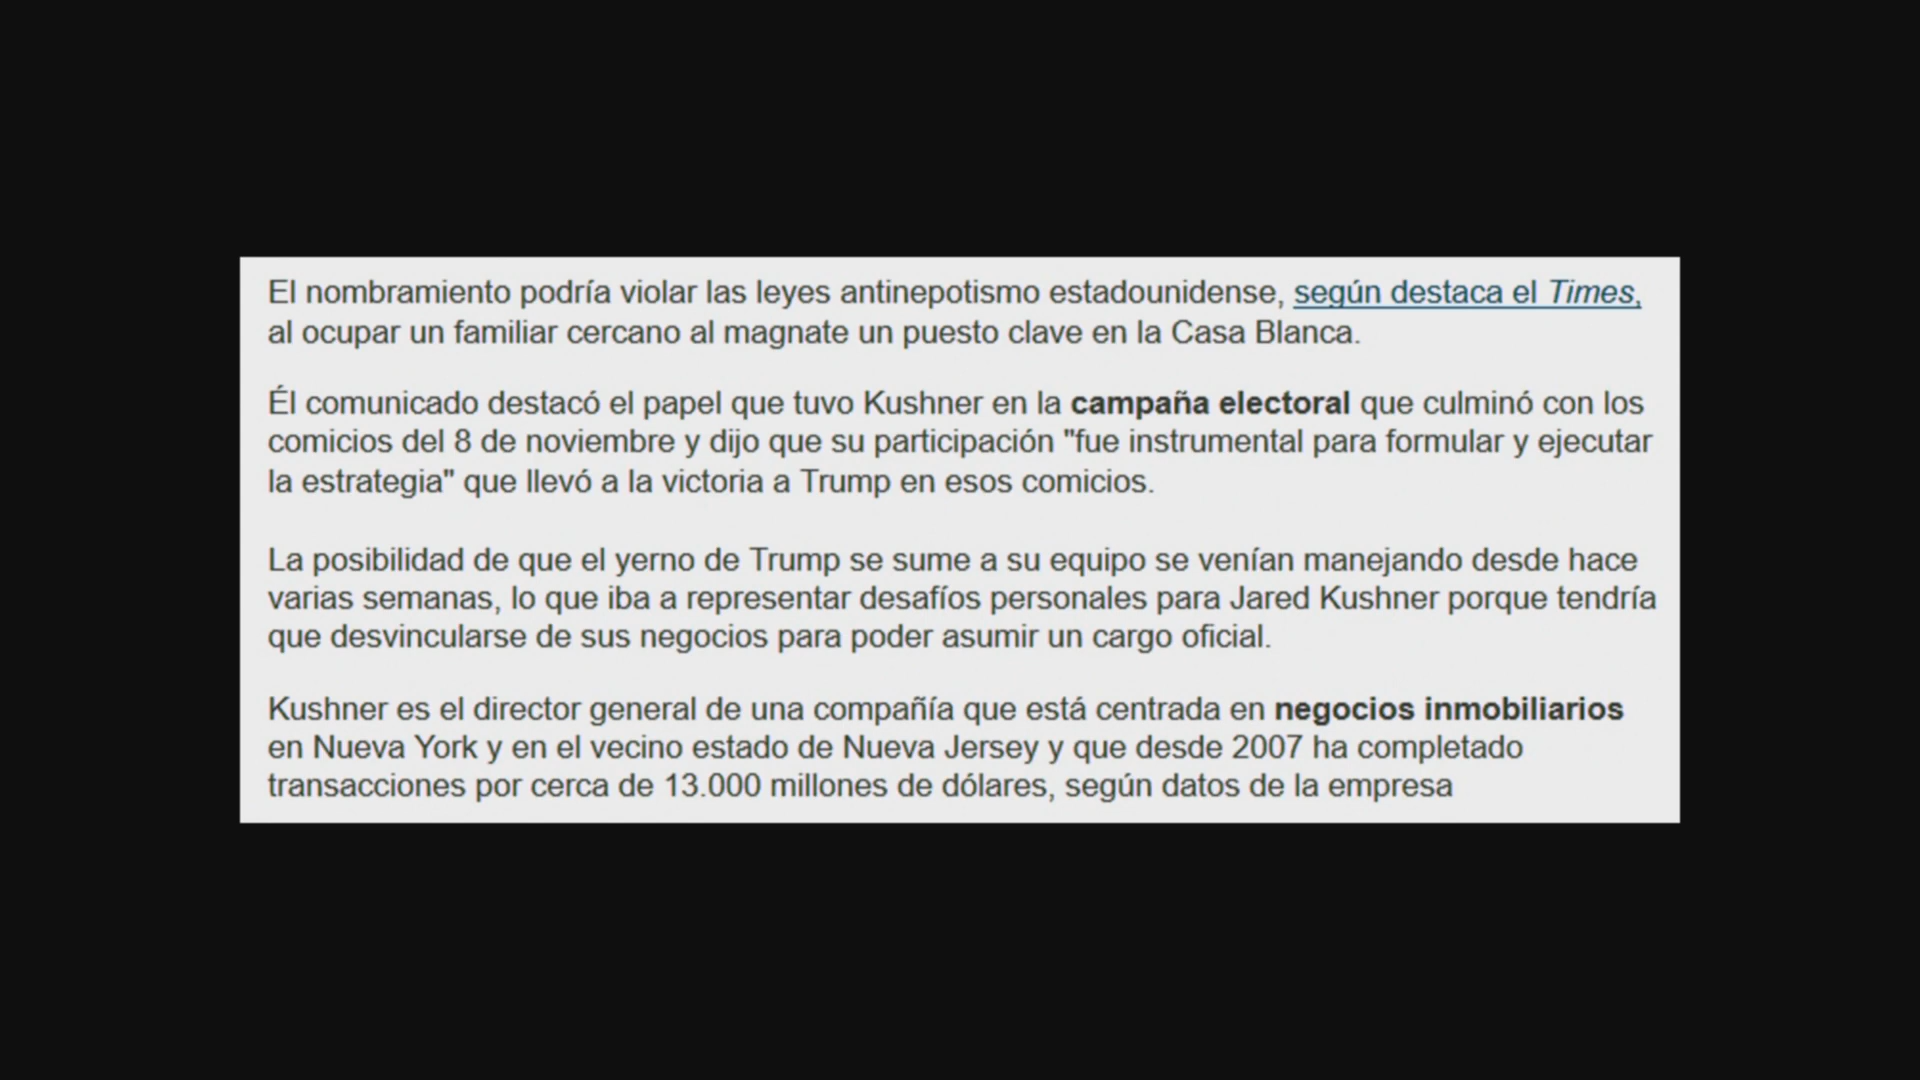 El nombramiento podría violar las leyes antinepotismo estadounidense, según destaca el Times,
al ocupar un familiar cercano al magnate un puesto clave en la Casa Blanca.
Él comunicado destacó el papel que tuvo Kushner en la campaña electoral que culminó con los
comicios del 8 de noviembre y dijo que su participación "fue instrumental para formular y ejecutar
la estrategia" que llevó a la victoria a Trump en esos comicios.
La posibilidad de que el yerno de Trump se sume a su equipo se venían manejando desde hace
varias semanas, lo que iba a representar desafíos personales para Jared Kushner porque tendría
que desvincularse de sus negocios para poder asumir un cargo oficial.
Kushner es el director general de una compañía que está centrada en negocios inmobiliarios
en Nueva York y en el vecino estado de Nueva Jersey y que desde 2007 ha completado
transacciones por cerca de 13.000 millones de dólares, según datos de la empresa